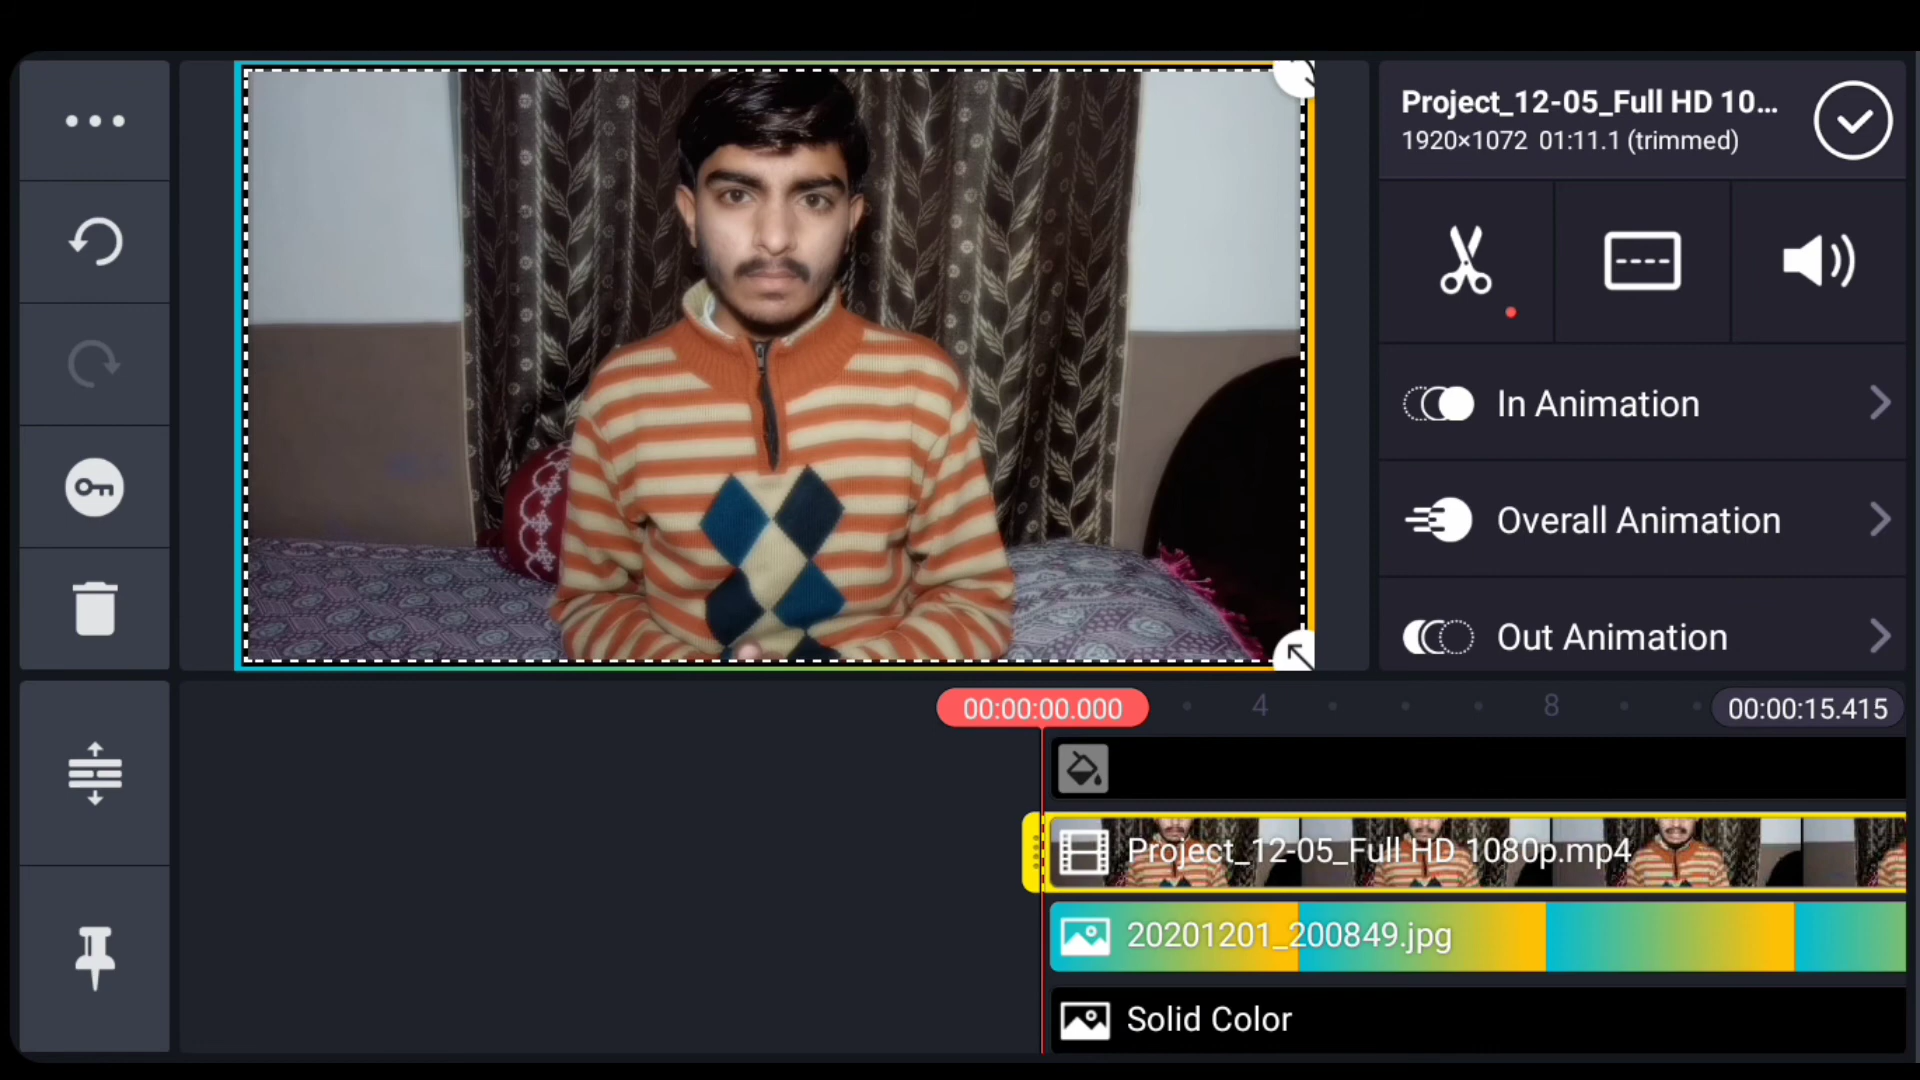 Project_12-05_Full HD 10...
1920×1072 01:11.1 (trimmed)
In Animation
Overall Animation
Out Animation
00:00:00.000
4
8
00:00:15.415
Project_12-05_Full HD 1080p.mp4
20201201_200849.jpg
Solid Color